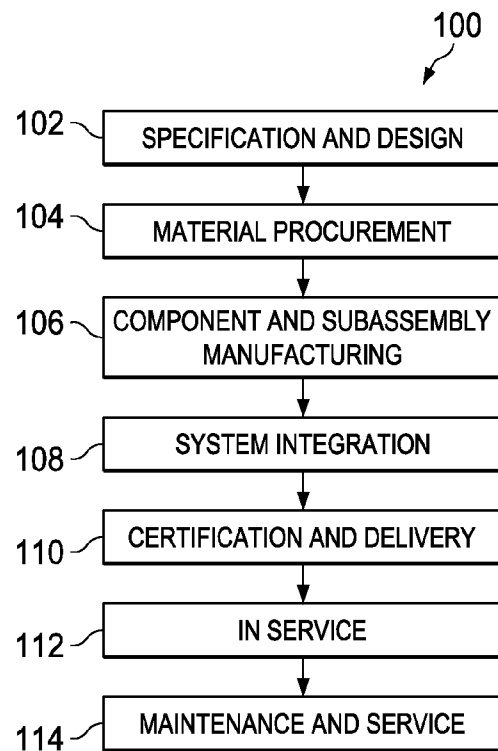 100
102
SPECIFICATION AND DESIGN
104
MATERIAL PROCUREMENT
106
COMPONENT AND SUBASSEMBLY
MANUFACTURING
108
SYSTEM INTEGRATION
110
CERTIFICATION AND DELIVERY
112
IN SERVICE
114
MAINTENANCE AND SERVICE